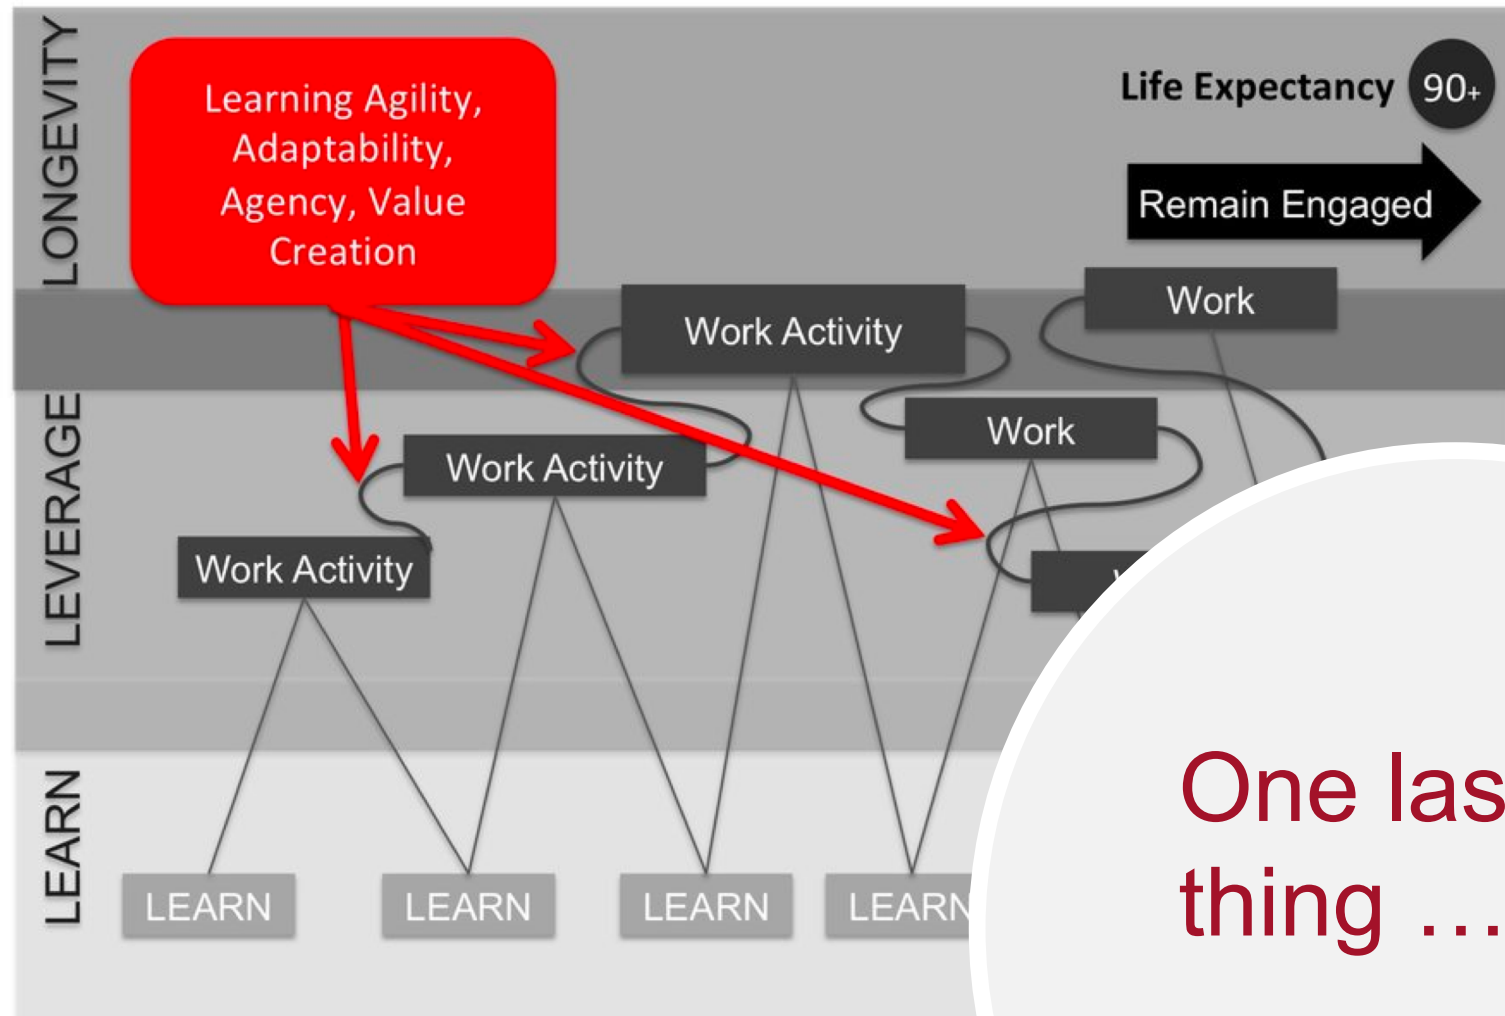 LONGEVITY
Learning Agility,
Adaptability,
Agency, Value
Creation
Life Expectancy 90+
Remain Engaged
Work
Work Activity
LEVERAGE
Work
Work Activity
Work Activity
LEARN
LEARN
LEARN
LEARN
LEARN
One las
thing ...